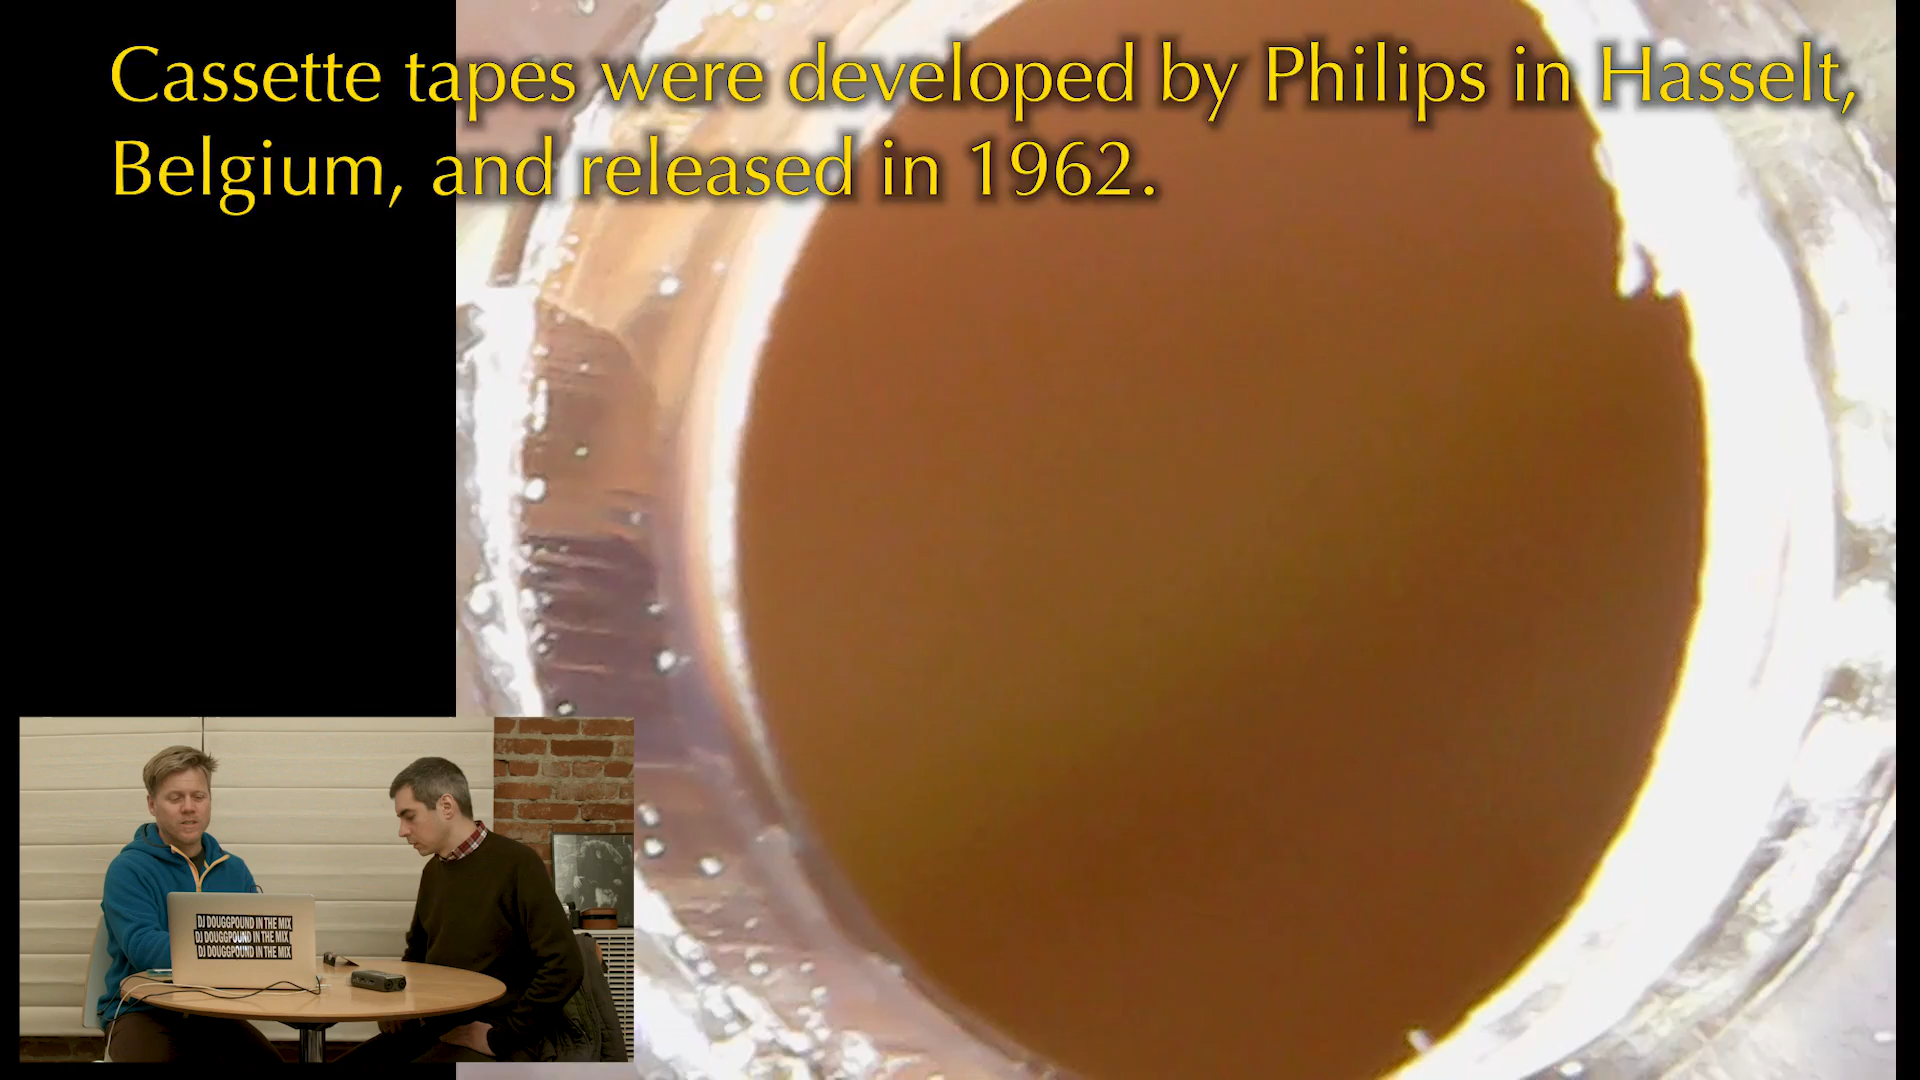 Cassette tapes were developed by Philips in Hasselt,
Belgium, and released in 1962.
DJ DOUGGPOUND IN THE MIX
DJ DOUGGPOUND IN THE MIX
DJ DOUGGPOUND IN THE MIX